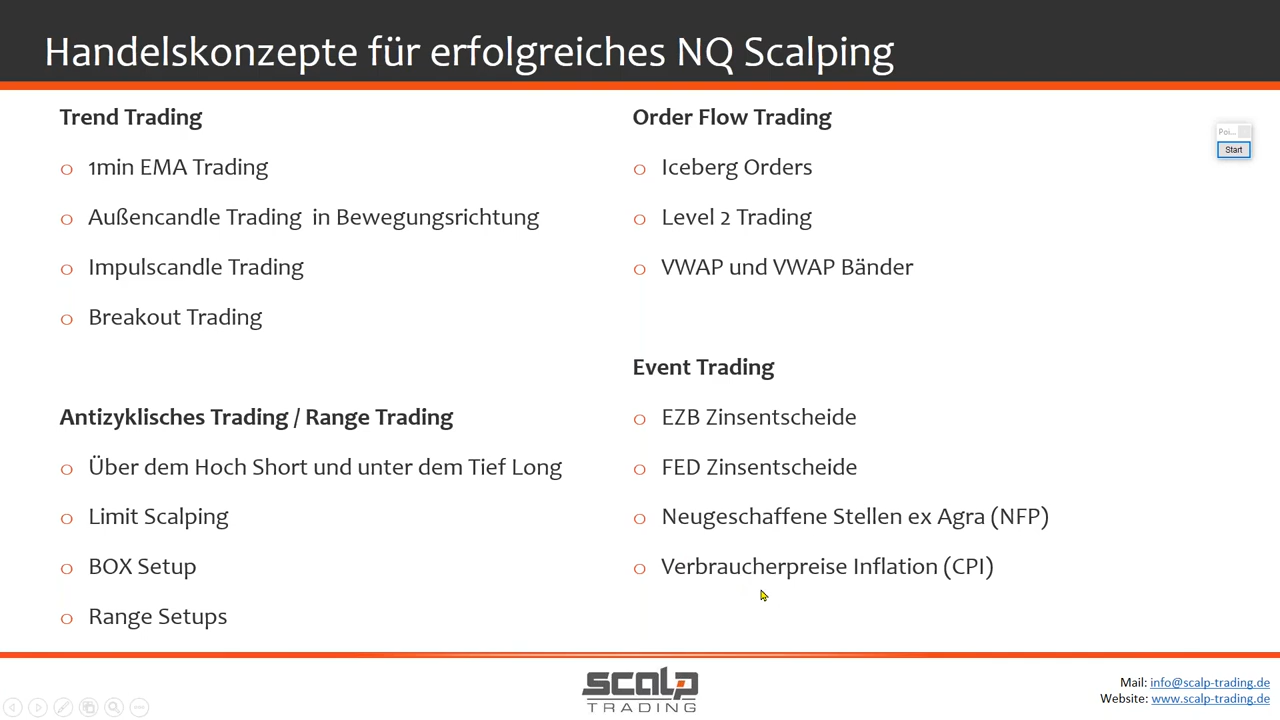 Handelskonzepte für erfolgreiches NQ Scalping
Trend Trading
1min EMA Trading
Außencandle Trading in Bewegungsrichtung
Impulscandle Trading
Breakout Trading
Antizyklisches Trading / Range Trading
Über dem Hoch Short und unter dem Tief Long
Limit Scalping
BOX Setup
Range Setups
Order Flow Trading
Iceberg Orders
Level 2 Trading
VWAP und VWAP Bänder
Event Trading
EZB Zinsentscheide
FED Zinsentscheide
Neugeschaffene Stellen ex Agra (NFP)
Verbraucherpreise Inflation (CPI)
Poi...
Start
scalp
TRADING
Mail: info@scalp-trading.de
Website: www.scalp-trading.de